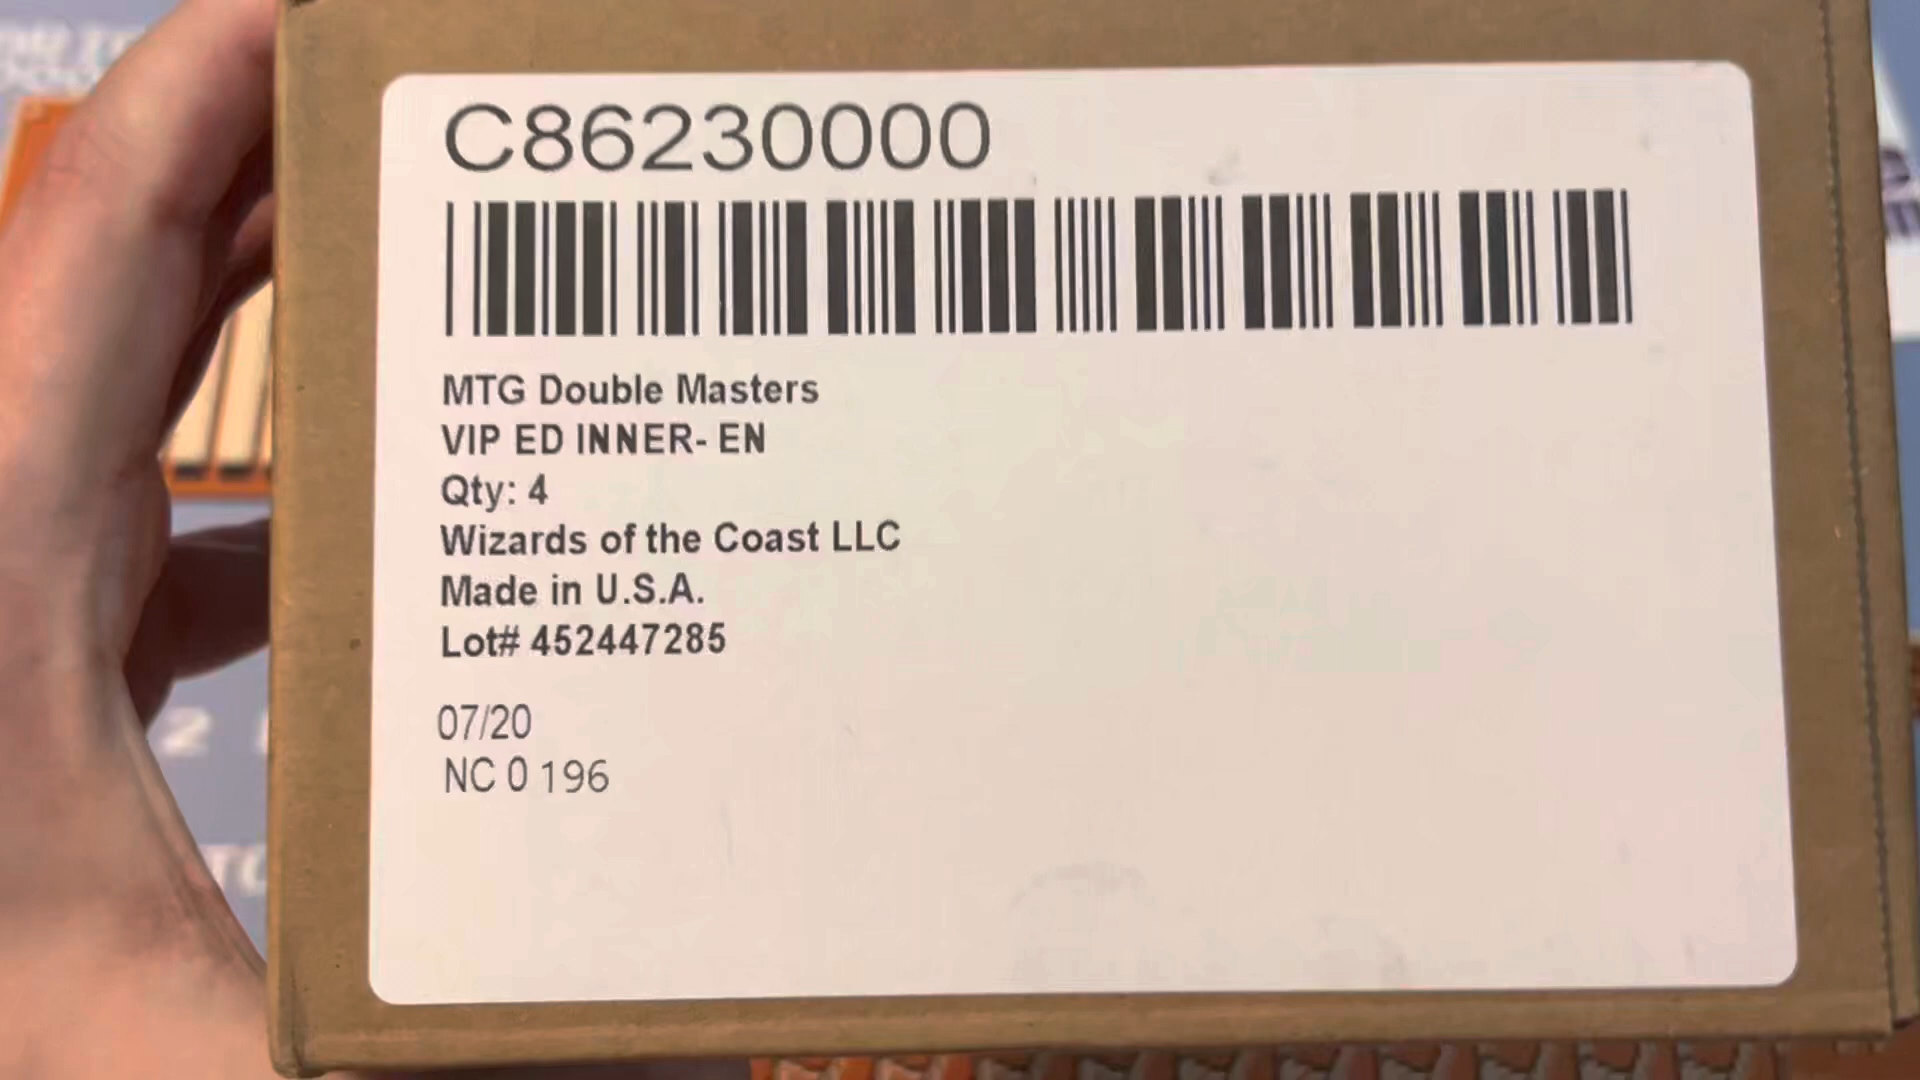 C86230000
MTG Double Masters
VIP ED INNER- EN
Qty: 4
Wizards of the Coast LLC
Made in U.S.A.
Lot# 452447285
07/20
NC 0 196